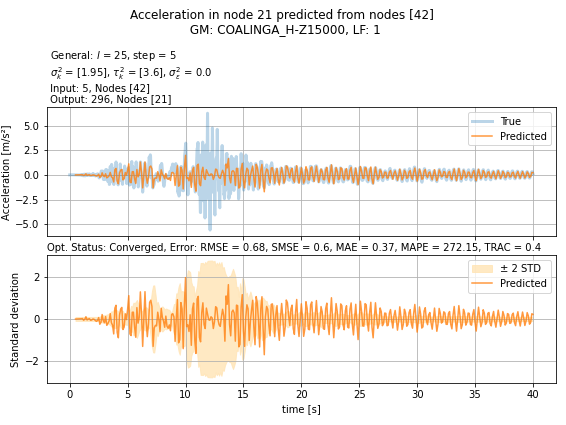 Acceleration in node 21 predicted from nodes [42]
GM: COALINGA_H-Z15000, LF: 1
General: l = 25, step = 5
σ²ₖ = [1.95], τ²ₖ = [3.6], σ²_ε = 0.0
Input: 5, Nodes [42]
Output: 296, Nodes [21]
Acceleration [m/s²]
5.0
2.5
0.0
−2.5
−5.0
True
Predicted
Opt. Status: Converged, Error: RMSE = 0.68, SMSE = 0.6, MAE = 0.37, MAPE = 272.15, TRAC = 0.4
Standard deviation
2
0
−2
± 2 STD
Predicted
0 5 10 15 20 25 30 35 40
time [s]